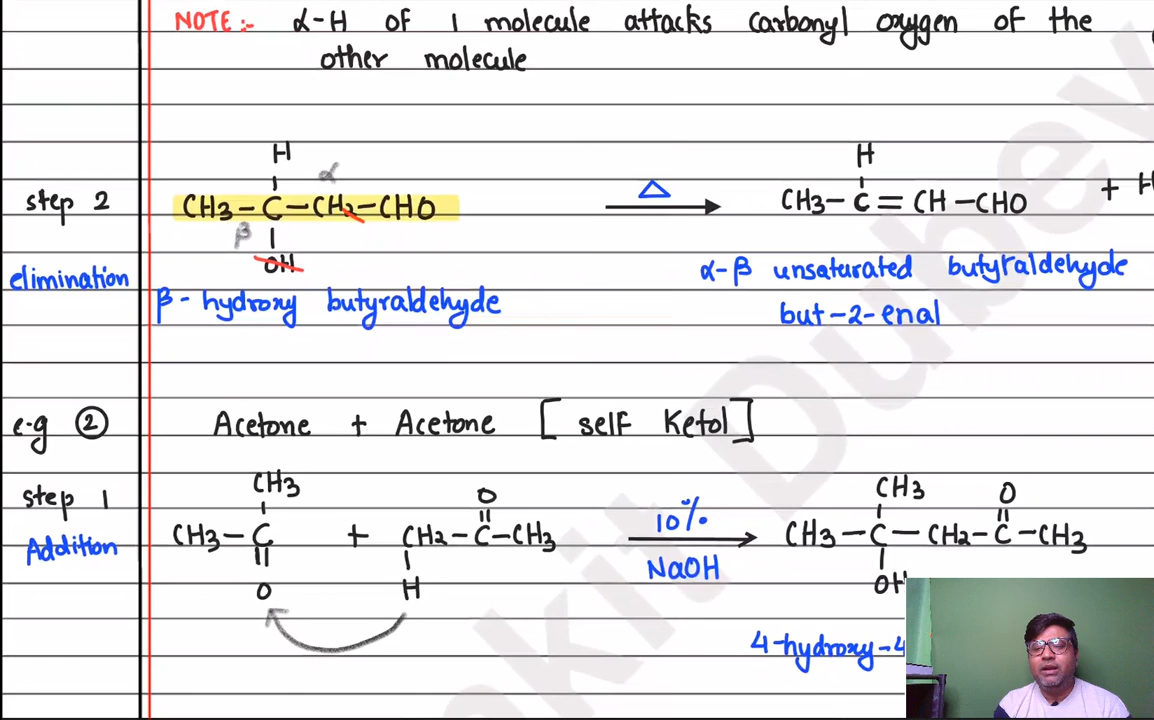 NOTE:- α-H of 1 molecule attacks carbonyl oxygen of the
other molecule
H
α
H
step 2
CH3-C-CH2-CHO
Δ
CH3-C=CH-CHO + H
β
OH
elimination
β-hydroxy butyraldehyde
α-β unsaturated butyraldehyde
but-2-enal
e.g ② Acetone + Acetone [self Ketol]
step 1
Addition
CH3
CH3-C
O
+
O
CH2-C-CH3
H
10%
NaOH
CH3
O
CH3-C-CH2-C-CH3
OH
4-hydroxy-4
Ankit Dubey